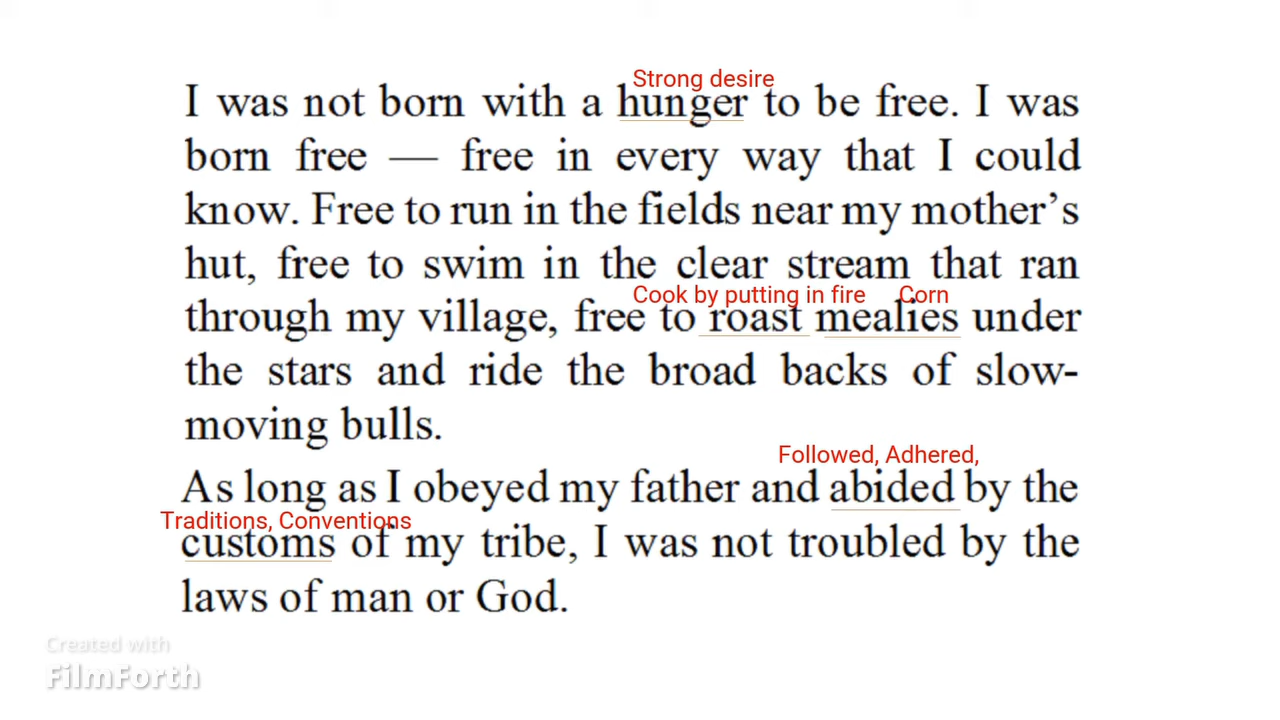 Strong desire
I was not born with a hunger to be free. I was
born free — free in every way that I could
know. Free to run in the fields near my mother’s
hut, free to swim in the clear stream that ran
Cook by putting in fire Corn
through my village, free to roast mealies under
the stars and ride the broad backs of slow-
moving bulls.
Followed, Adhered,
As long as I obeyed my father and abided by the
Traditions, Conventions
customs of my tribe, I was not troubled by the
laws of man or God.
Created with
FilmForth